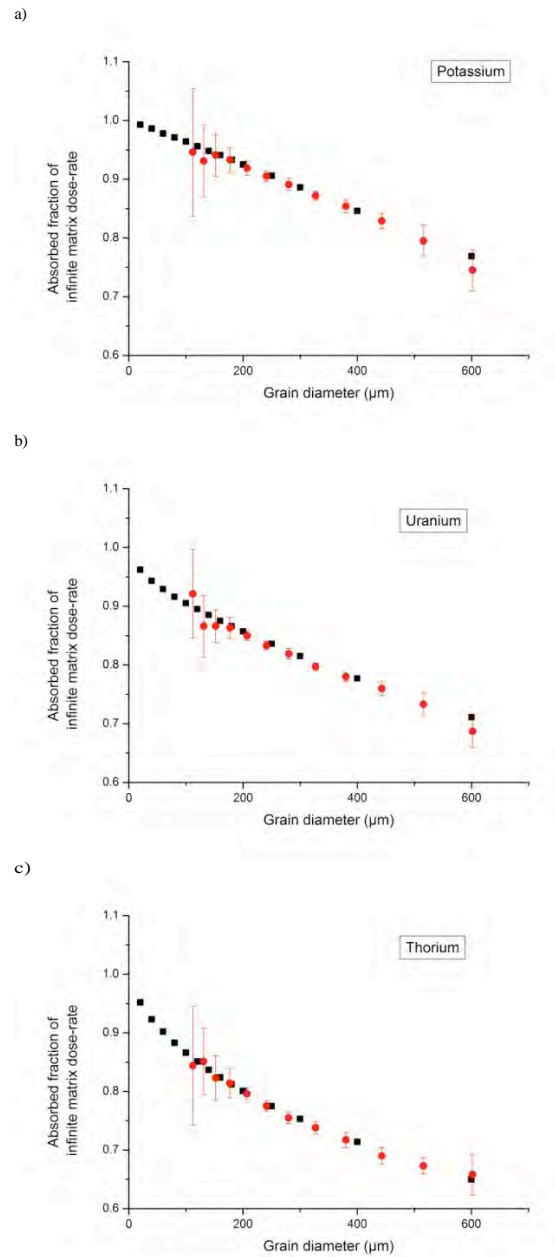 a)
Potassium
1.1
1.0
0.9
0.8
0.7
0.6
Absorbed fraction of
infinite matrix dose-rate
0 200 400 600
Grain diameter (μm)
b)
Uranium
1.1
1.0
0.9
0.8
0.7
0.6
Absorbed fraction of
infinite matrix dose-rate
0 200 400 600
Grain diameter (μm)
c)
Thorium
1.1
1.0
0.9
0.8
0.7
0.6
Absorbed fraction of
infinite matrix dose-rate
0 200 400 600
Grain diameter (μm)